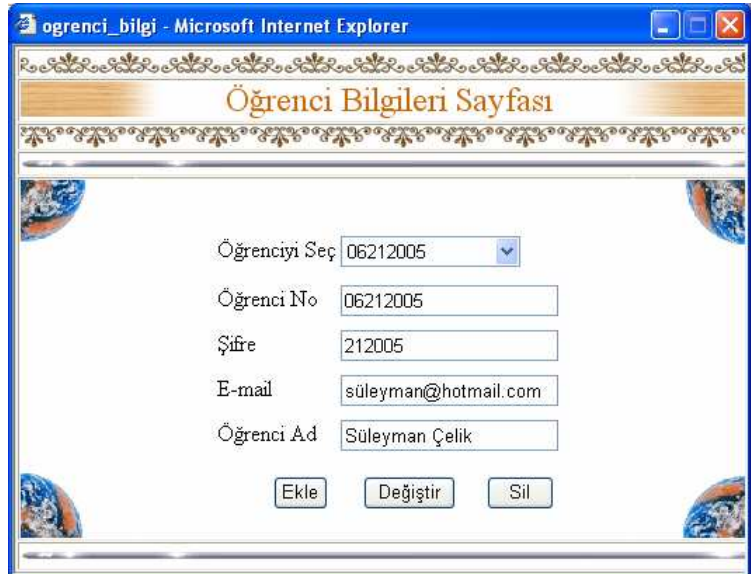 ogrenci_bilgi - Microsoft Internet Explorer
Öğrenci Bilgileri Sayfası
Öğrenciyi Seç 06212005
Öğrenci No 06212005
Şifre 212005
E-mail süleyman@hotmail.com
Öğrenci Ad Süleyman Çelik
Ekle Değiştir Sil